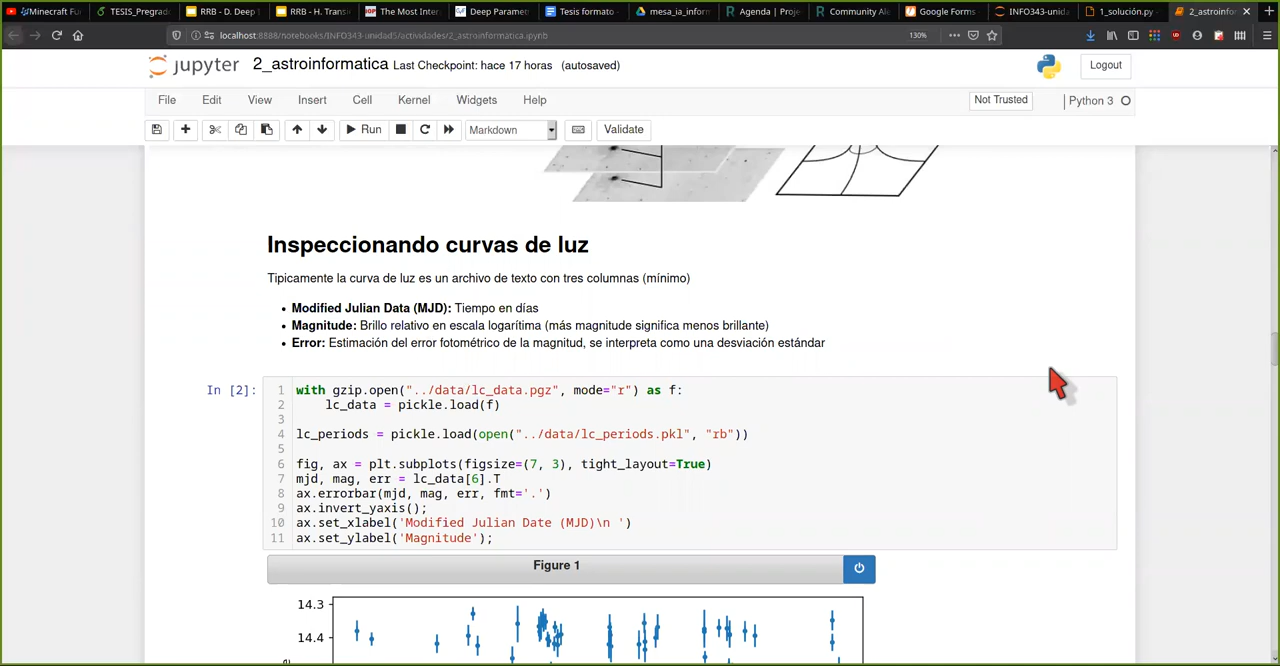 Minecraft Fu
TESIS_Pregrad
RRB - D. Deep
RRB - H. Transi
The Most Inter
Deep Paramet
Tesis formato
mesa_ia_inform
Agenda | Proje
Community Ale
Google Forms
INFO343-unida
1_solución.py
2_astroinfor
localhost:8888/notebooks/INFO343-unidad5/actividades/2_astroinformatica.ipynb
130%
jupyter 2_astroinformatica Last Checkpoint: hace 17 horas (autosaved)
Logout
File Edit View Insert Cell Kernel Widgets Help
Not Trusted
Python 3
Run
Markdown
Validate
Inspeccionando curvas de luz
Tipicamente la curva de luz es un archivo de texto con tres columnas (mínimo)
• Modified Julian Data (MJD): Tiempo en días
• Magnitude: Brillo relativo en escala logarítima (más magnitude significa menos brillante)
• Error: Estimación del error fotométrico de la magnitud, se interpreta como una desviación estándar
In [2]:
1 with gzip.open("../data/lc_data.pgz", mode="r") as f:
2 lc_data = pickle.load(f)
3
4 lc_periods = pickle.load(open("../data/lc_periods.pkl", "rb"))
5
6 fig, ax = plt.subplots(figsize=(7, 3), tight_layout=True)
7 mjd, mag, err = lc_data[6].T
8 ax.errorbar(mjd, mag, err, fmt='.')
9 ax.invert_yaxis();
10 ax.set_xlabel('Modified Julian Date (MJD)\n ')
11 ax.set_ylabel('Magnitude');
Figure 1
14.3
14.4